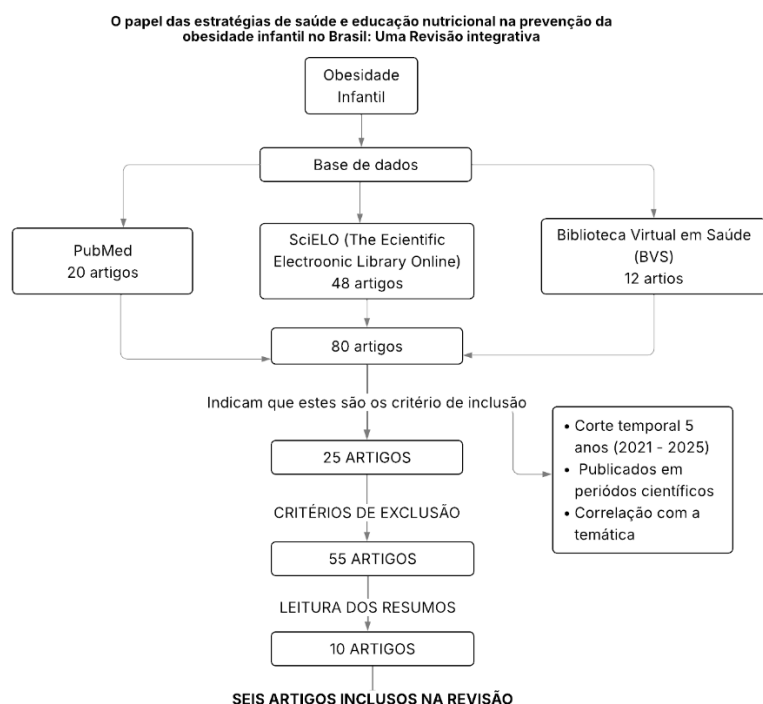 O papel das estratégias de saúde e educação nutricional na prevenção da
obesidade infantil no Brasil: Uma Revisão integrativa
Obesidade
Infantil
Base de dados
PubMed
20 artigos
SciELO (The Ecientific
Electroonic Library Online)
48 artigos
Biblioteca Virtual em Saúde
(BVS)
12 artios
80 artigos
Indicam que estes são os critério de inclusão
• Corte temporal 5
anos (2021 - 2025)
• Publicados em
periódos científicos
• Correlação com a
temática
25 ARTIGOS
CRITÉRIOS DE EXCLUSÃO
55 ARTIGOS
LEITURA DOS RESUMOS
10 ARTIGOS
SEIS ARTIGOS INCLUSOS NA REVISÃO